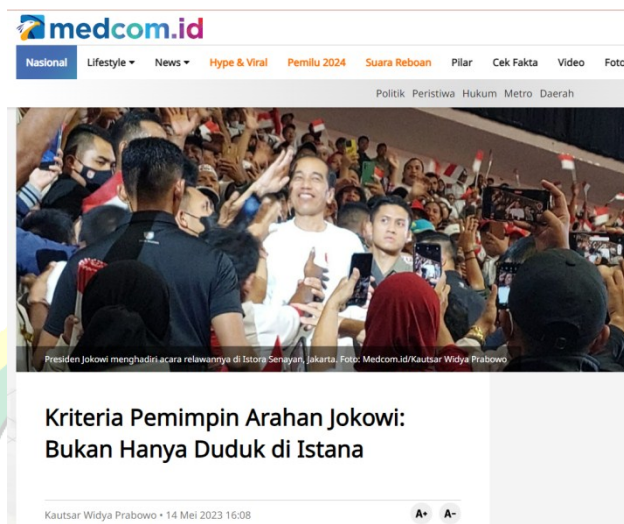 medcom.id
Nasional Lifestyle News Hype & Viral Pemilu 2024 Suara Reboan Pilar Cek Fakta Video Foto
Politik Peristiwa Hukum Metro Daerah
Presiden Jokowi menghadiri acara relawannya di Istora Senayan, Jakarta. Foto: Medcom.id/Kautsar Widya Prabowo
Kriteria Pemimpin Arahan Jokowi:
Bukan Hanya Duduk di Istana
Kautsar Widya Prabowo • 14 Mei 2023 16:08 A+ A-